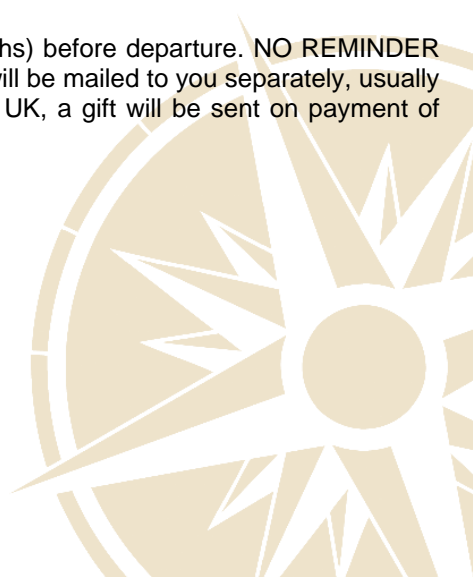 hs) before departure. NO REMINDER
vill be mailed to you separately, usually
UK, a gift will be sent on payment of